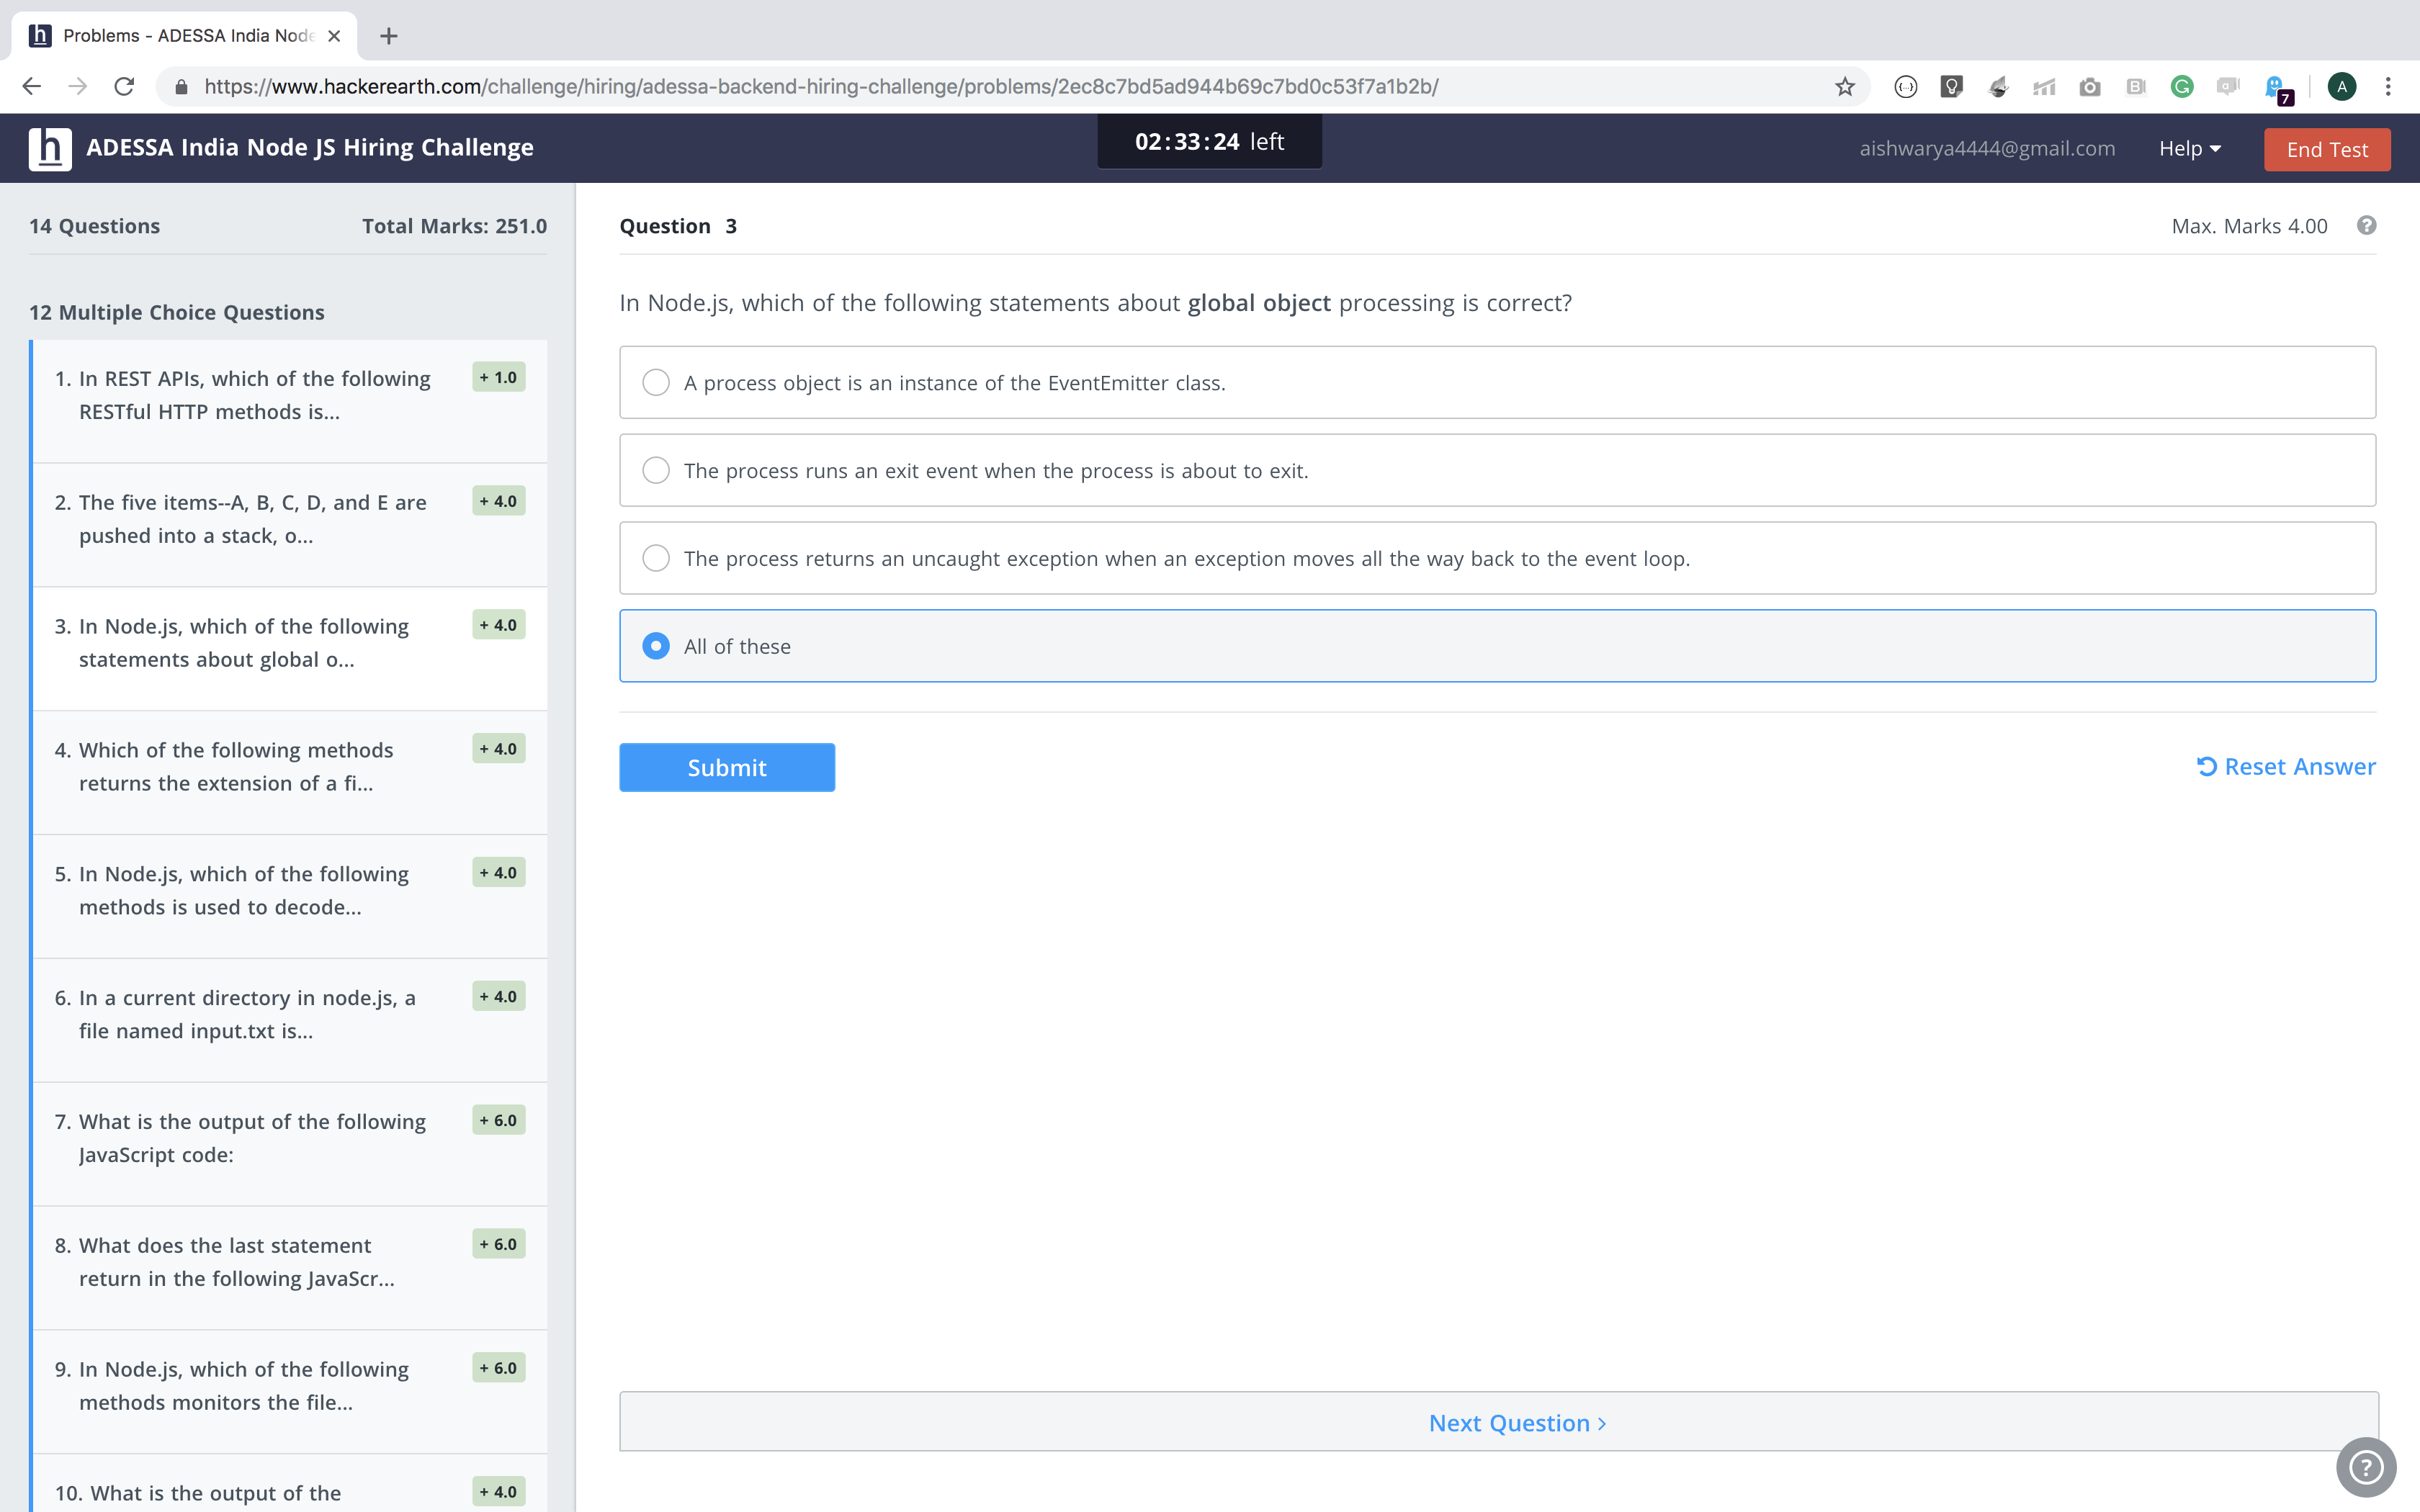 Problems - ADESSA India Node
https://www.hackerearth.com/challenge/hiring/adessa-backend-hiring-challenge/problems/2ec8c7bd5ad944b69c7bd0c53f7a1b2b/
7
A
h ADESSA India Node JS Hiring Challenge
02:33:24 left
aishwarya4444@gmail.com
Help
End Test
14 Questions
Total Marks: 251.0
12 Multiple Choice Questions
1. In REST APIs, which of the following
RESTful HTTP methods is...
+ 1.0
2. The five items--A, B, C, D, and E are
pushed into a stack, o...
+ 4.0
3. In Node.js, which of the following
statements about global o...
+ 4.0
4. Which of the following methods
returns the extension of a fi...
+ 4.0
5. In Node.js, which of the following
methods is used to decode...
+ 4.0
6. In a current directory in node.js, a
file named input.txt is...
+ 4.0
7. What is the output of the following
JavaScript code:
+ 6.0
8. What does the last statement
return in the following JavaScr...
+ 6.0
9. In Node.js, which of the following
methods monitors the file...
+ 6.0
10. What is the output of the
+ 4.0
Question 3
Max. Marks 4.00
?
In Node.js, which of the following statements about global object processing is correct?
A process object is an instance of the EventEmitter class.
The process runs an exit event when the process is about to exit.
The process returns an uncaught exception when an exception moves all the way back to the event loop.
All of these
Submit
Reset Answer
Next Question >
?